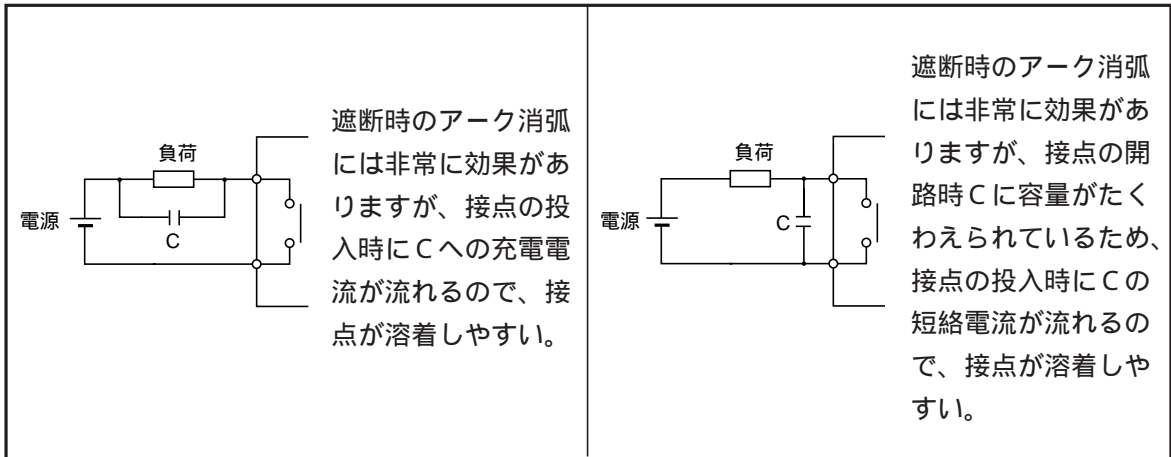 負荷
電源
C
遮断時のアーク消弧
には非常に効果があ
りますが、接点の投
入時にCへの充電電
流が流れるので、接
点が溶着しやすい。
負荷
電源
C
遮断時のアーク消弧
には非常に効果があ
りますが、接点の開
路時Cに容量がたく
わえられているため、
接点の投入時にCの
短絡電流が流れるの
で、接点が溶着しや
すい。